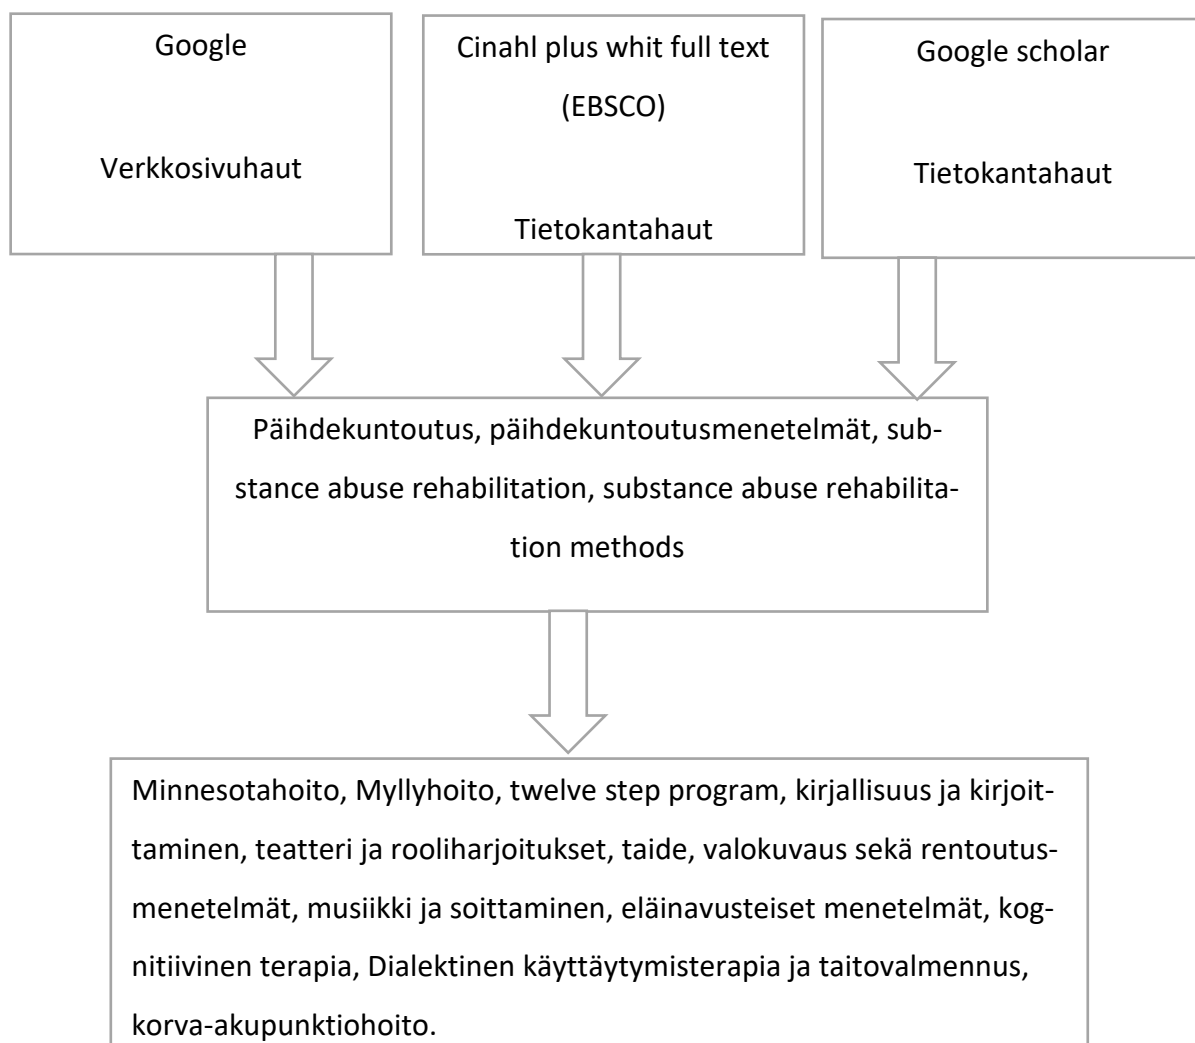 Google
Verkkosivuhaut
Cinahl plus whit full text
(EBSCO)
Tietokantahaut
Google scholar
Tietokantahaut
Päihdekuntoutus, päihdekuntoutusmenetelmät, sub-
stance abuse rehabilitation, substance abuse rehabilita-
tion methods
Minnesotahoito, Myllyhoito, twelve step program, kirjallisuus ja kirjoit-
taminen, teatteri ja rooliharjoitukset, taide, valokuvaus sekä rentoutus-
menetelmät, musiikki ja soittaminen, eläinavusteiset menetelmät, kog-
nitiivinen terapia, Dialektinen käyttäytymisterapia ja taitovalmennus,
korva-akupunktiohoito.